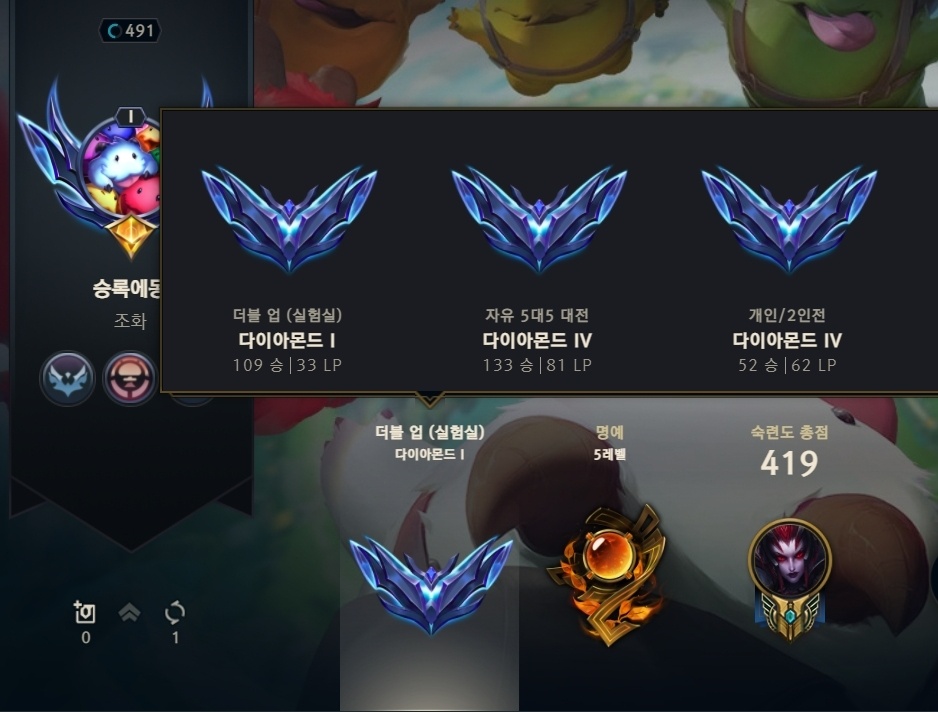 491
I
승록에동
조화
더블 업 (실험실)
다이아몬드 I
109 승|33 LP
자유 5대5 대전
다이아몬드 IV
133 승|81 LP
개인/2인전
다이아몬드 IV
52 승|62 LP
더블 업 (실험실)
다이아몬드 I
명예
5레벨
숙련도 총점
419
0
1